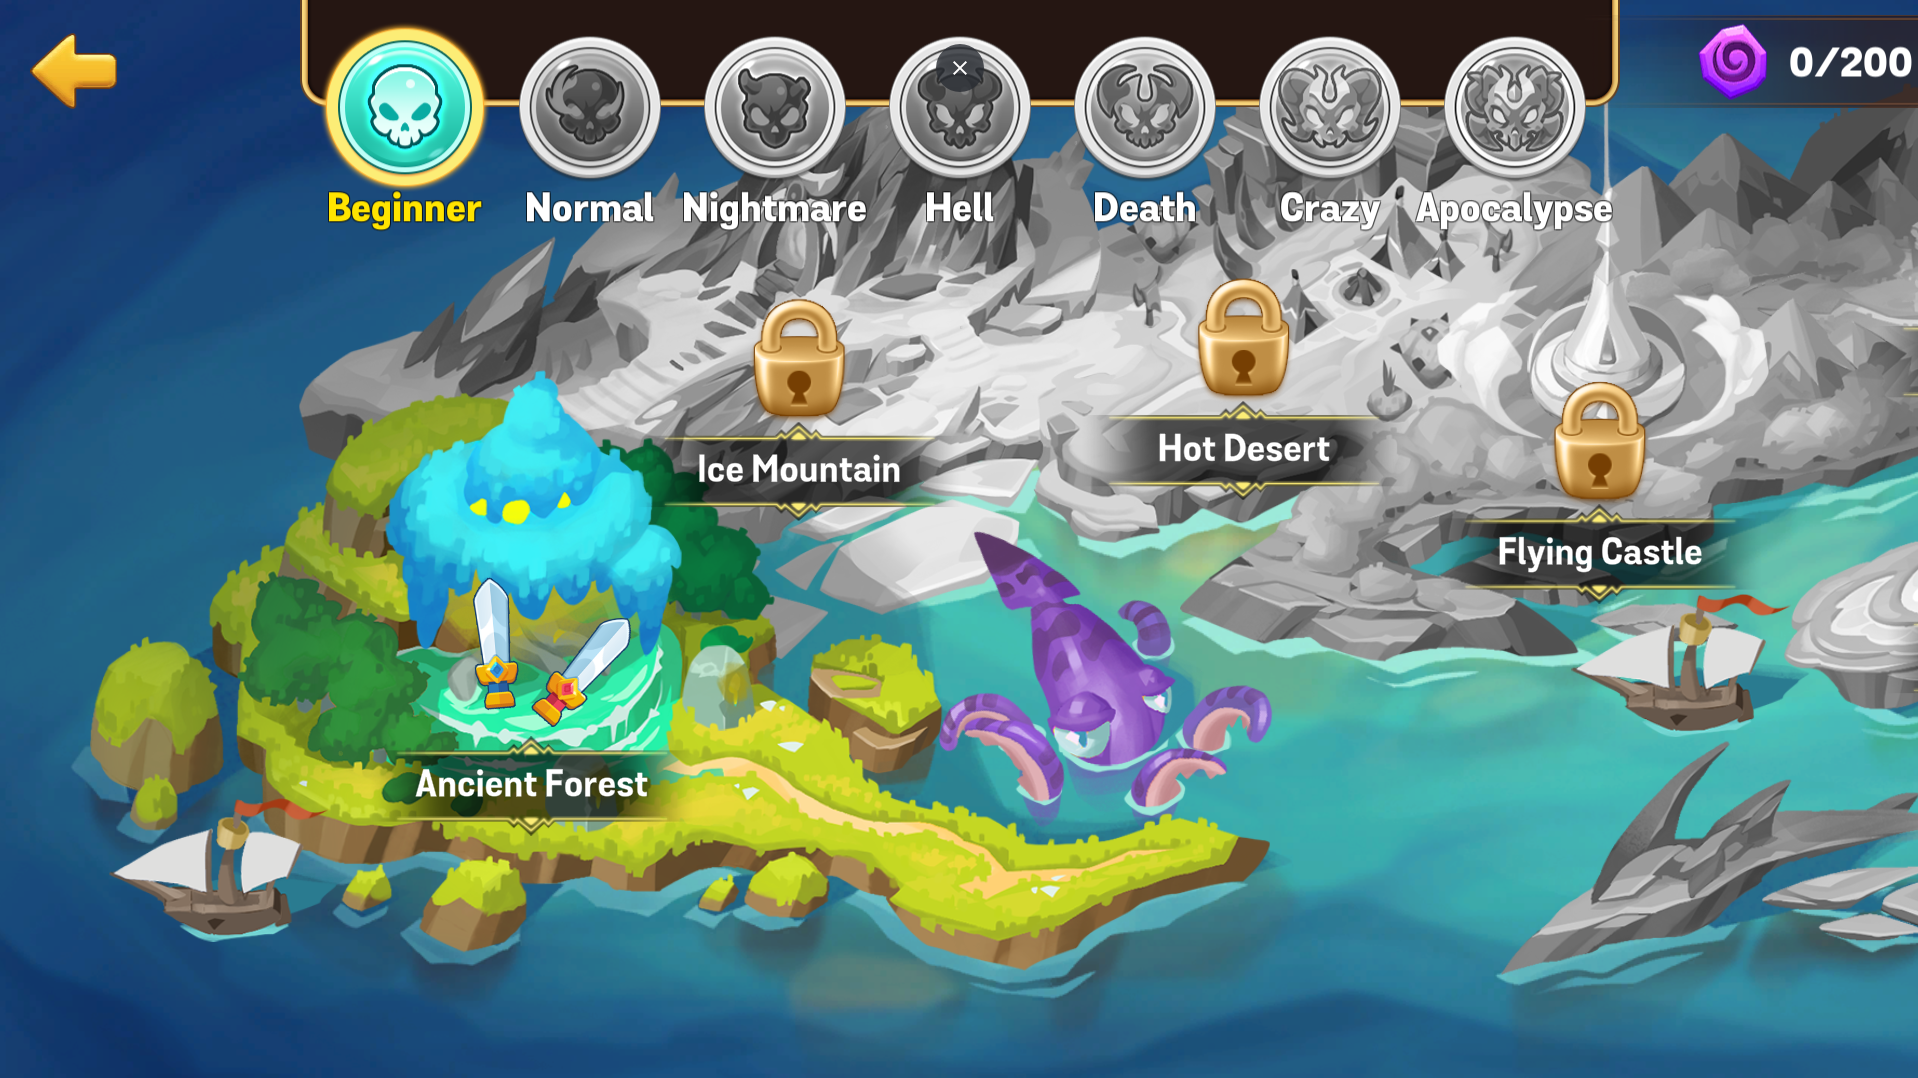 0/200
Beginner
Normal
Nightmare
Hell
Death
Crazy
Apocalypse
Ice Mountain
Hot Desert
Flying Castle
Ancient Forest